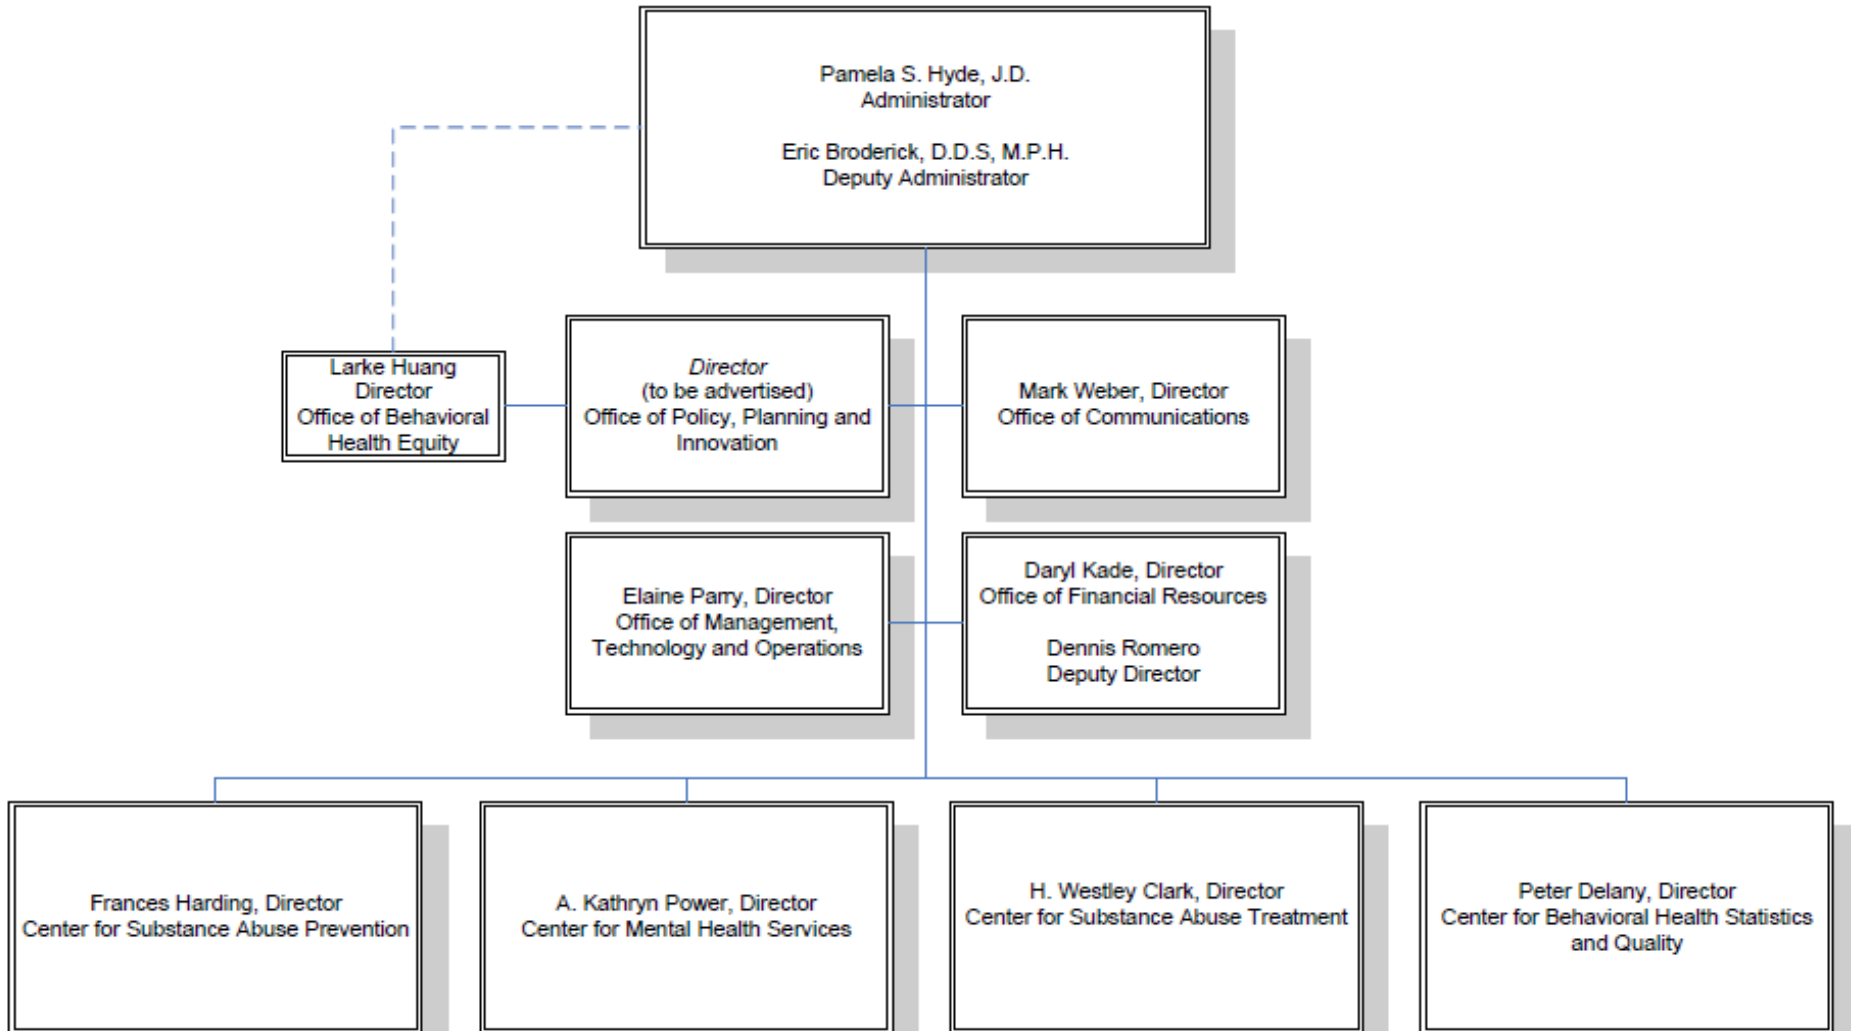 Pamela S. Hyde, J.D.
Administrator
Eric Broderick, D.D.S, M.P.H.
Deputy Administrator
Larke Huang
Director
Office of Behavioral
Health Equity
Director
(to be advertised)
Office of Policy, Planning and
Innovation
Mark Weber, Director
Office of Communications
Elaine Parry, Director
Office of Management,
Technology and Operations
Daryl Kade, Director
Office of Financial Resources
Dennis Romero
Deputy Director
Frances Harding, Director
Center for Substance Abuse Prevention
A. Kathryn Power, Director
Center for Mental Health Services
H. Westley Clark, Director
Center for Substance Abuse Treatment
Peter Delany, Director
Center for Behavioral Health Statistics
and Quality